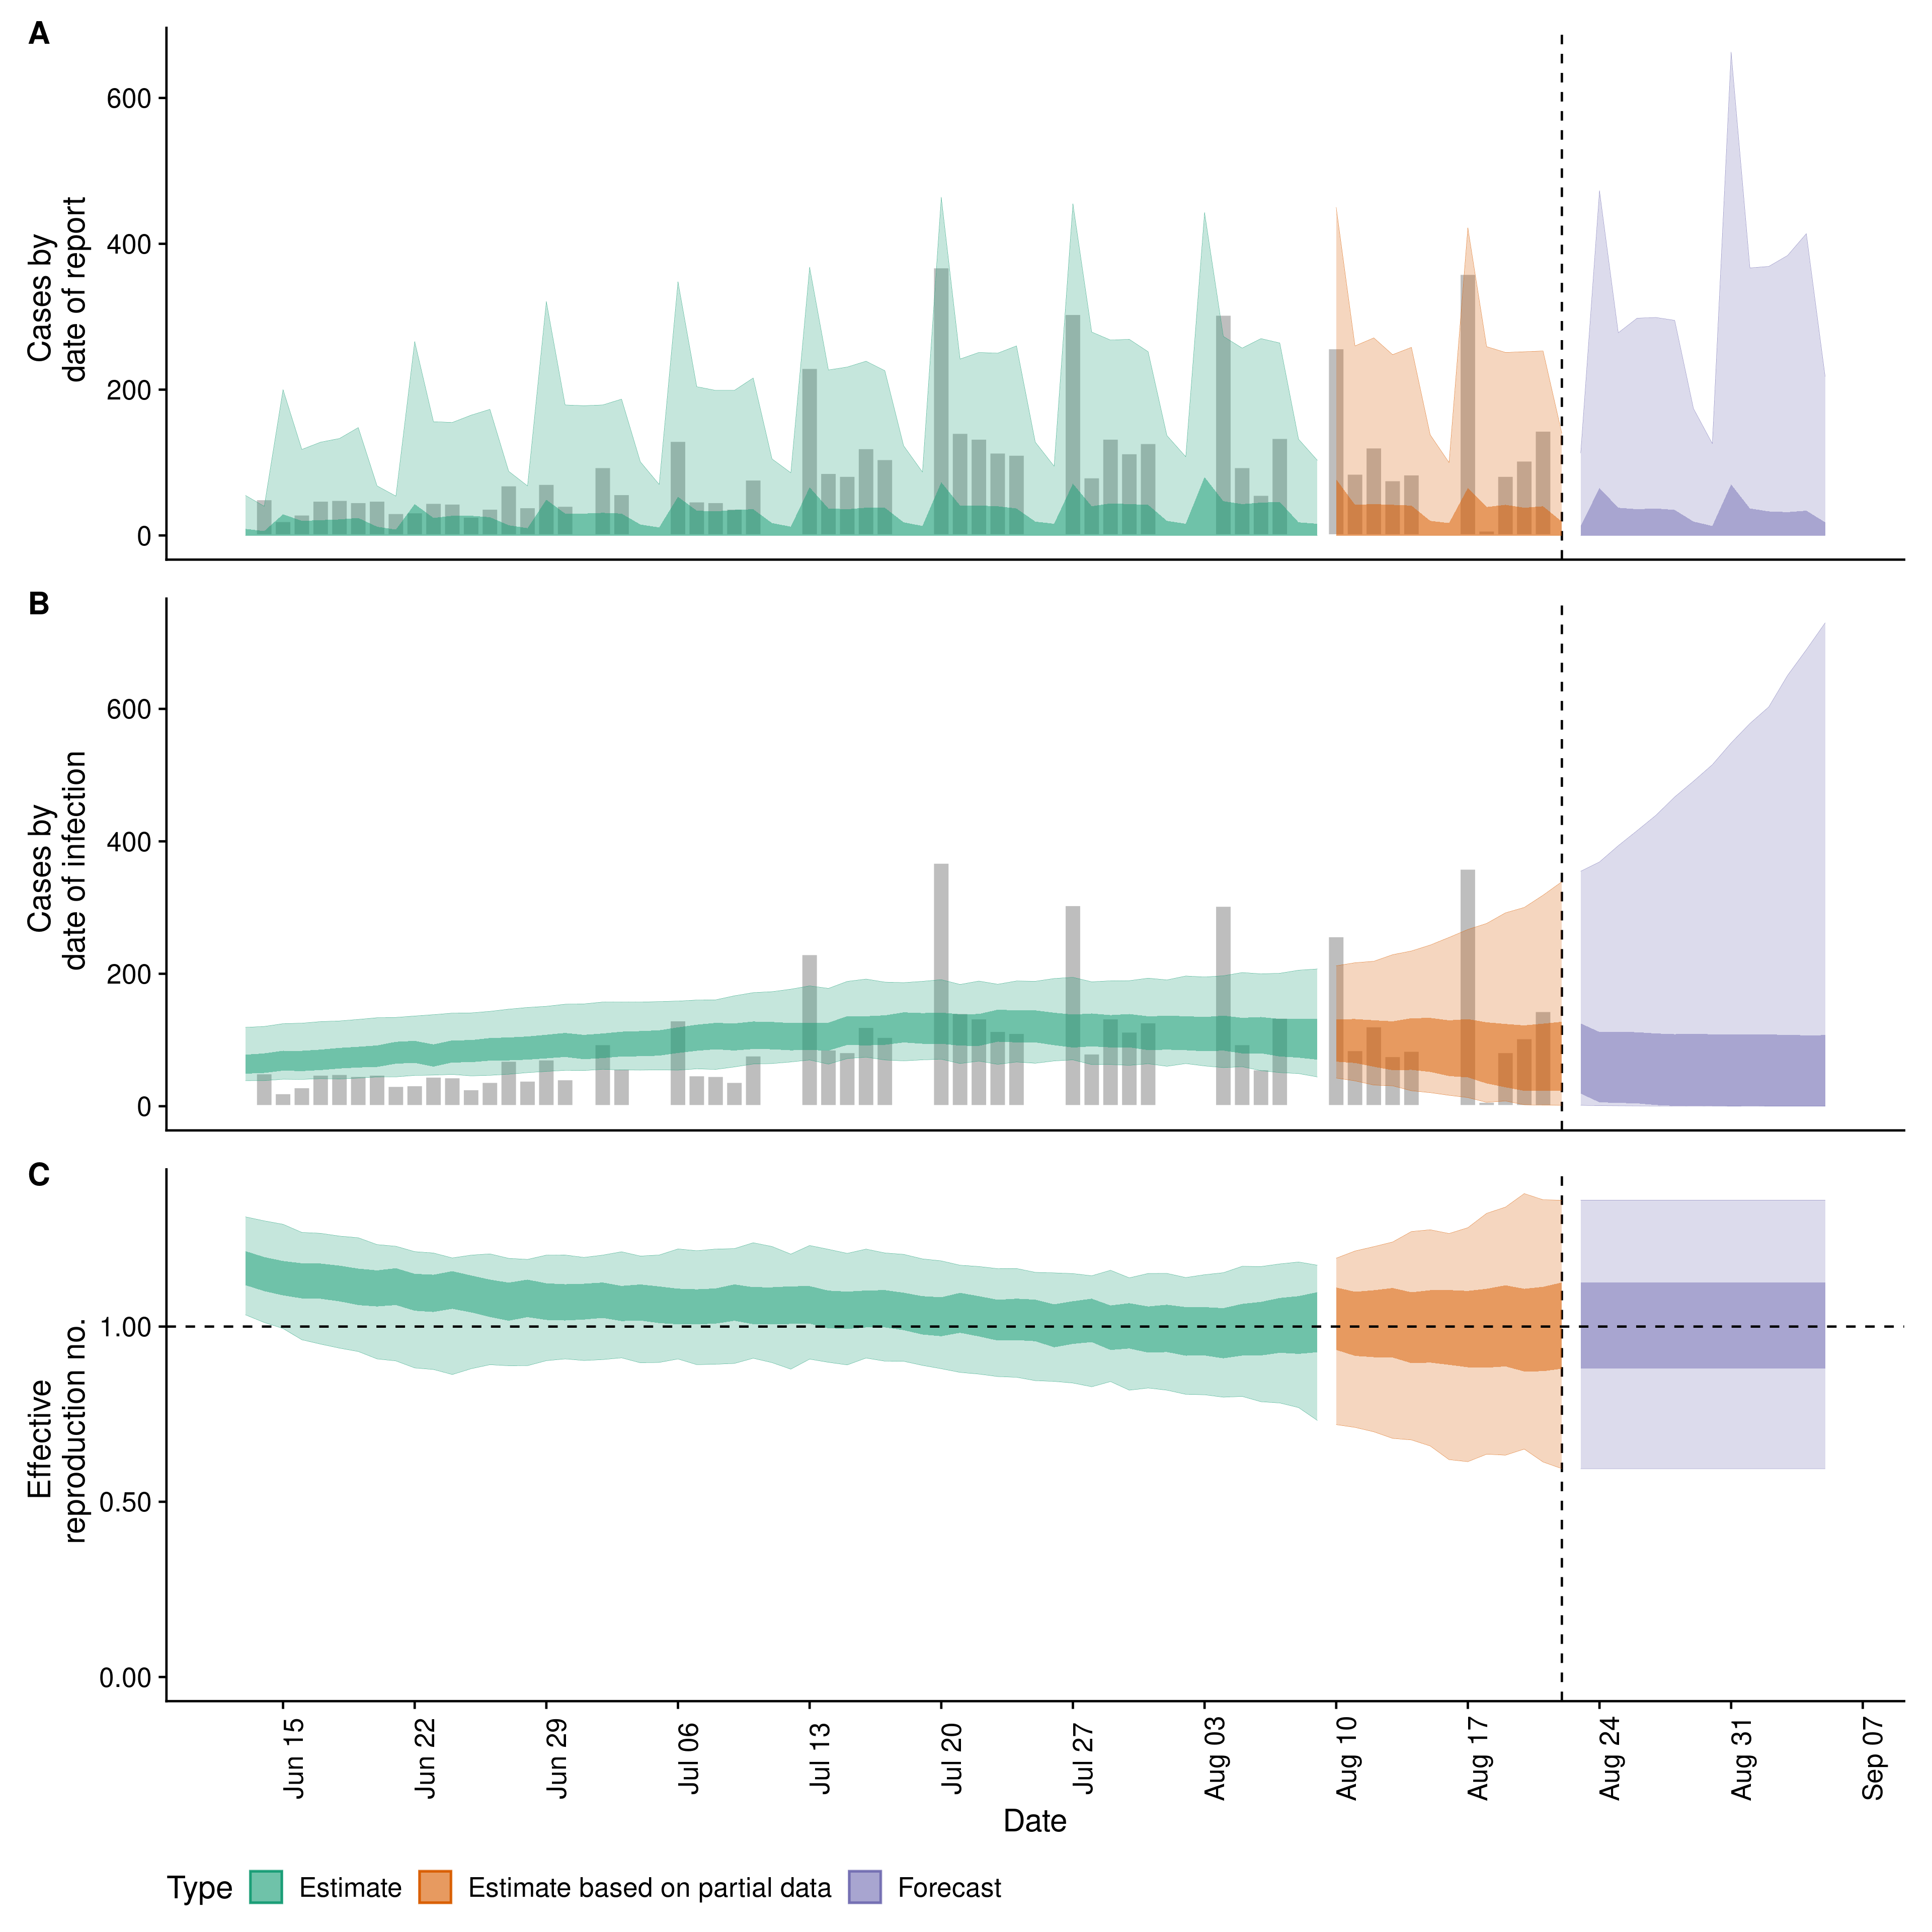 A
Cases by
date of report
600
400
200
0
B
Cases by
date of infection
600
400
200
0
C
Effective
reproduction no.
1.00
0.50
0.00
Jun 15
Jun 22
Jun 29
Jul 06
Jul 13
Jul 20
Jul 27
Aug 03
Aug 10
Aug 17
Aug 24
Aug 31
Sep 07
Date
Type Estimate Estimate based on partial data Forecast